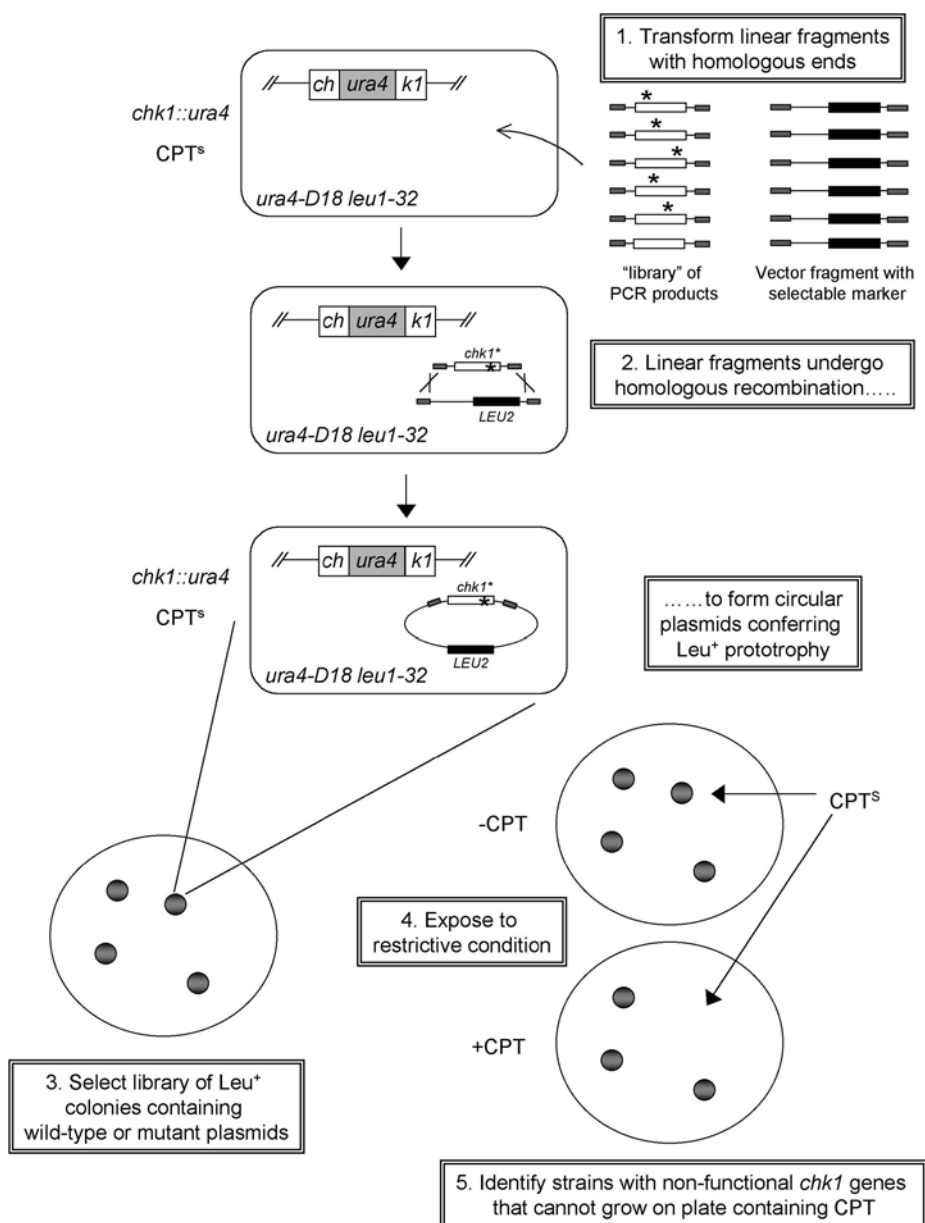 1. Transform linear fragments
with homologous ends
ch ura4 k1
chk1::ura4
CPTˢ
ura4-D18 leu1-32
*
*
*
*
*
"library" of
PCR products
Vector fragment with
selectable marker
ch ura4 k1
chk1*
*
LEU2
ura4-D18 leu1-32
2. Linear fragments undergo
homologous recombination.....
ch ura4 k1
chk1::ura4
CPTˢ
chk1*
*
LEU2
ura4-D18 leu1-32
......to form circular
plasmids conferring
Leu⁺ prototrophy
-CPT
CPTˢ
4. Expose to
restrictive condition
+CPT
3. Select library of Leu⁺
colonies containing
wild-type or mutant plasmids
5. Identify strains with non-functional chk1 genes
that cannot grow on plate containing CPT